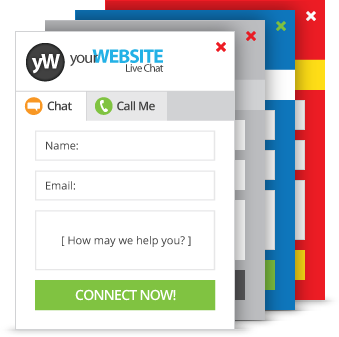 yW yourWEBSITE
Live Chat
Chat Call Me
Name:
Email:
[ How may we help you? ]
CONNECT NOW!